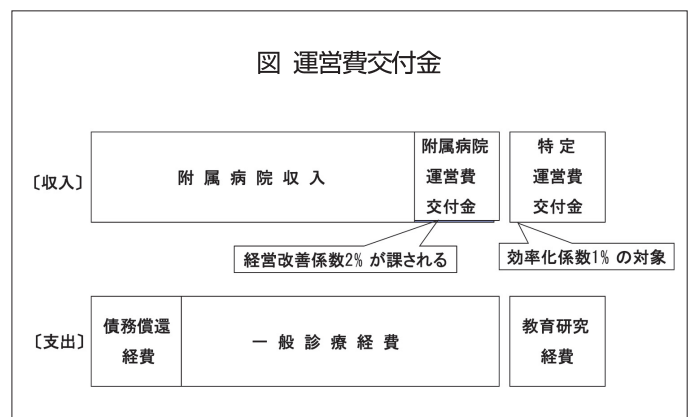 図 運営費交付金
〔収入〕
附属病院収入
附属病院
運営費
交付金
特定
運営費
交付金
経営改善係数2% が課される
効率化係数1% の対象
〔支出〕
債務償還
経費
一般診療経費
教育研究
経費